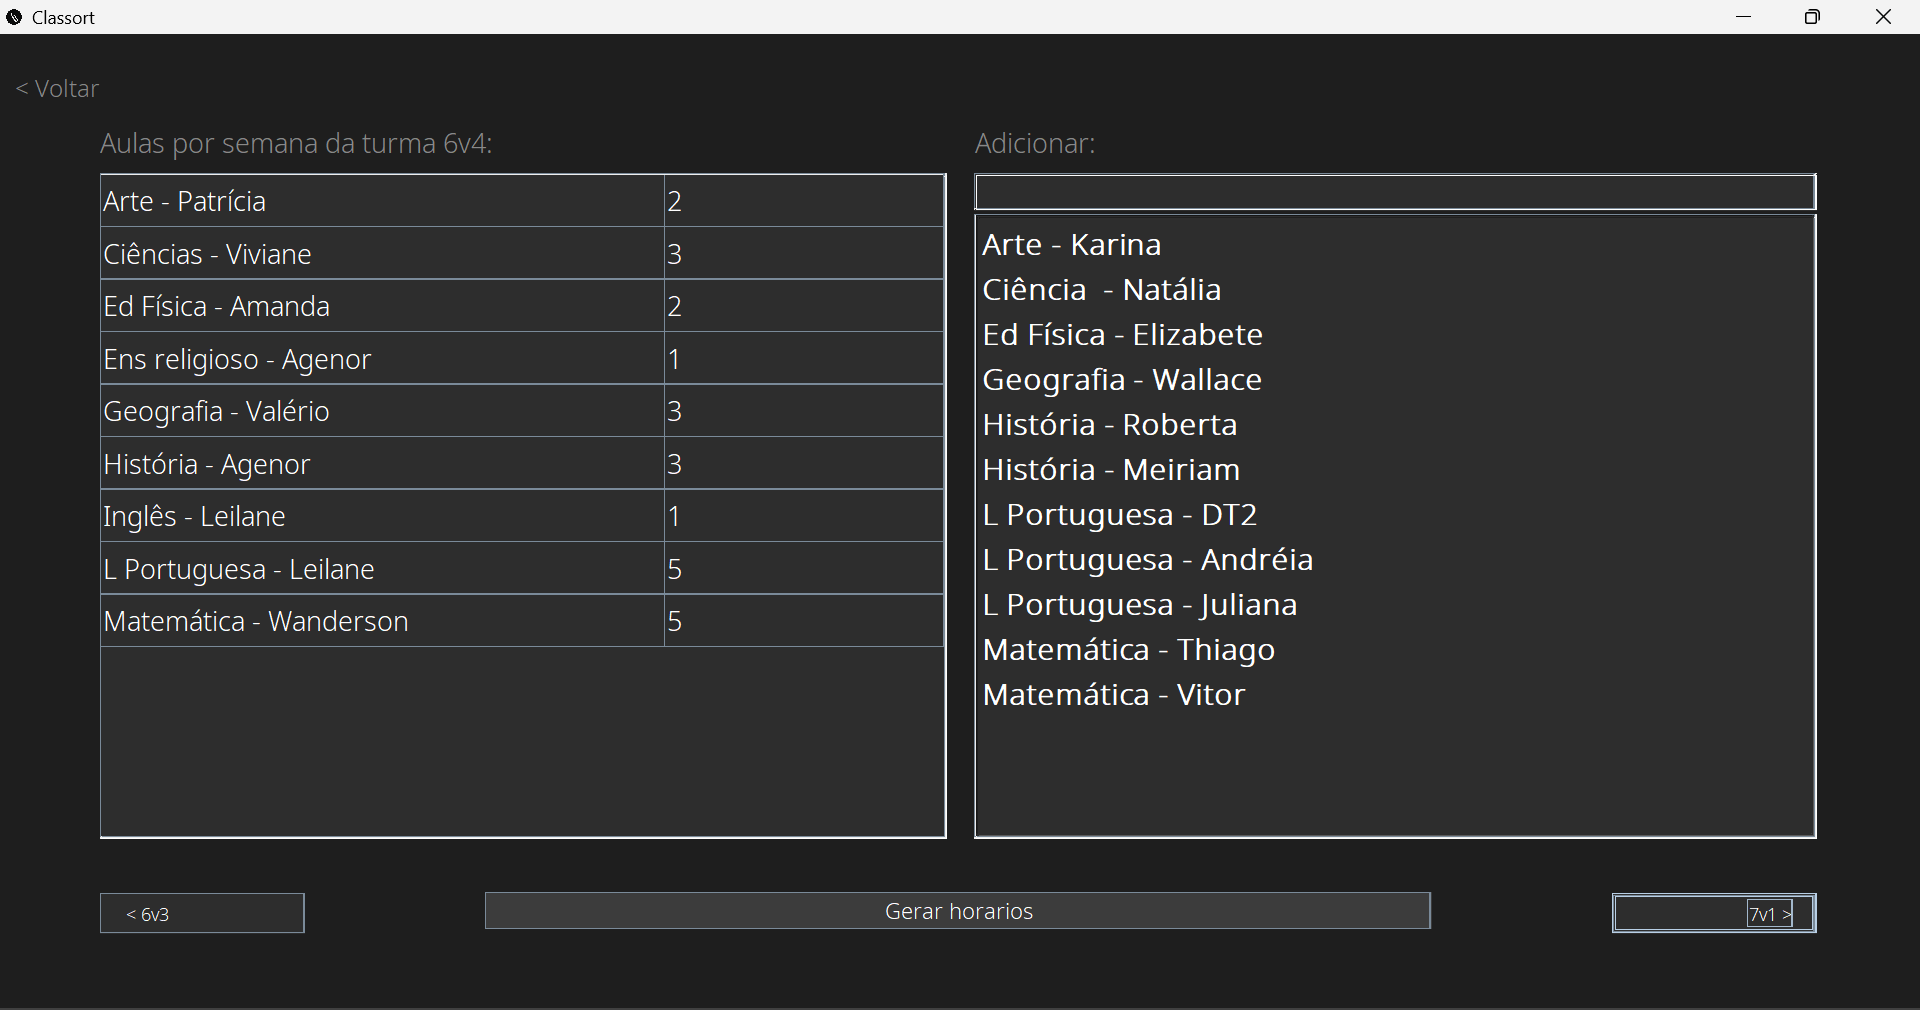 Classort
< Voltar
Aulas por semana da turma 6v4:
Arte - Patrícia 2
Ciências - Viviane 3
Ed Física - Amanda 2
Ens religioso - Agenor 1
Geografia - Valério 3
História - Agenor 3
Inglês - Leilane 1
L Portuguesa - Leilane 5
Matemática - Wanderson 5
Adicionar:
Arte - Karina
Ciência  - Natália
Ed Física - Elizabete
Geografia - Wallace
História - Roberta
História - Meiriam
L Portuguesa - DT2
L Portuguesa - Andréia
L Portuguesa - Juliana
Matemática - Thiago
Matemática - Vitor
< 6v3
Gerar horarios
7v1 >